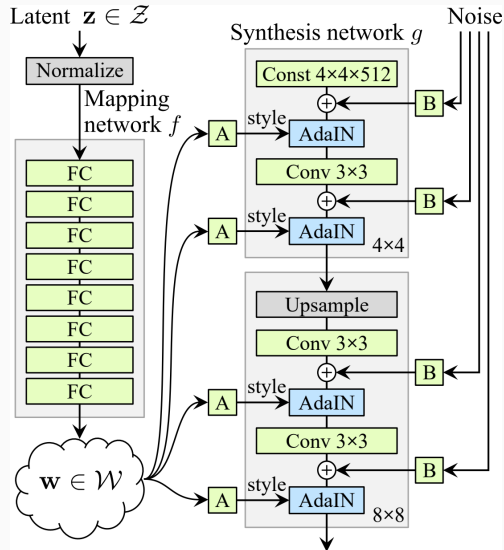 Latent z ∈ 𝒵
Normalize
Mapping
network f
FC
FC
FC
FC
FC
FC
FC
FC
w ∈ 𝒲
Synthesis network g
Noise
Const 4×4×512
B
A
style
AdaIN
Conv 3×3
B
A
style
AdaIN
4×4
Upsample
Conv 3×3
B
A
style
AdaIN
Conv 3×3
B
A
style
AdaIN
8×8